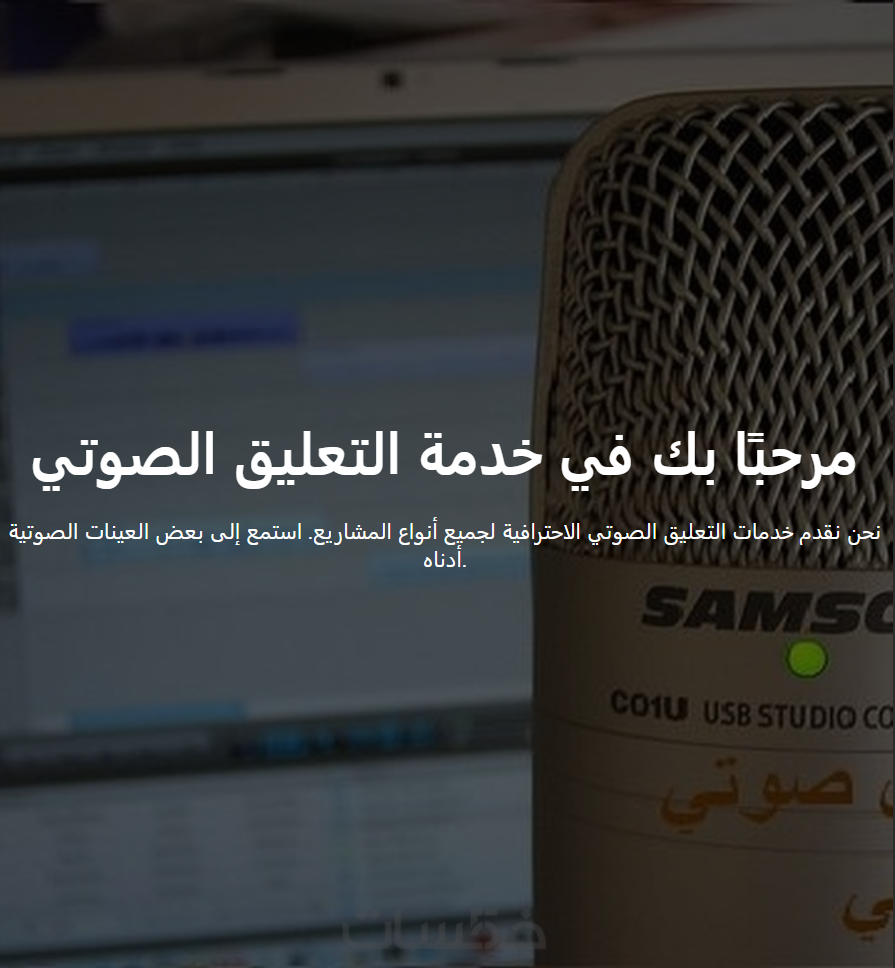 مرحبًا بك في خدمة التعليق الصوتي
نحن نقدم خدمات التعليق الصوتي الاحترافية لجميع أنواع المشاريع. استمع إلى بعض العينات الصوتية
أدناه.
SAMSO
CO1U USB STUDIO CO
صوتي
خمسات